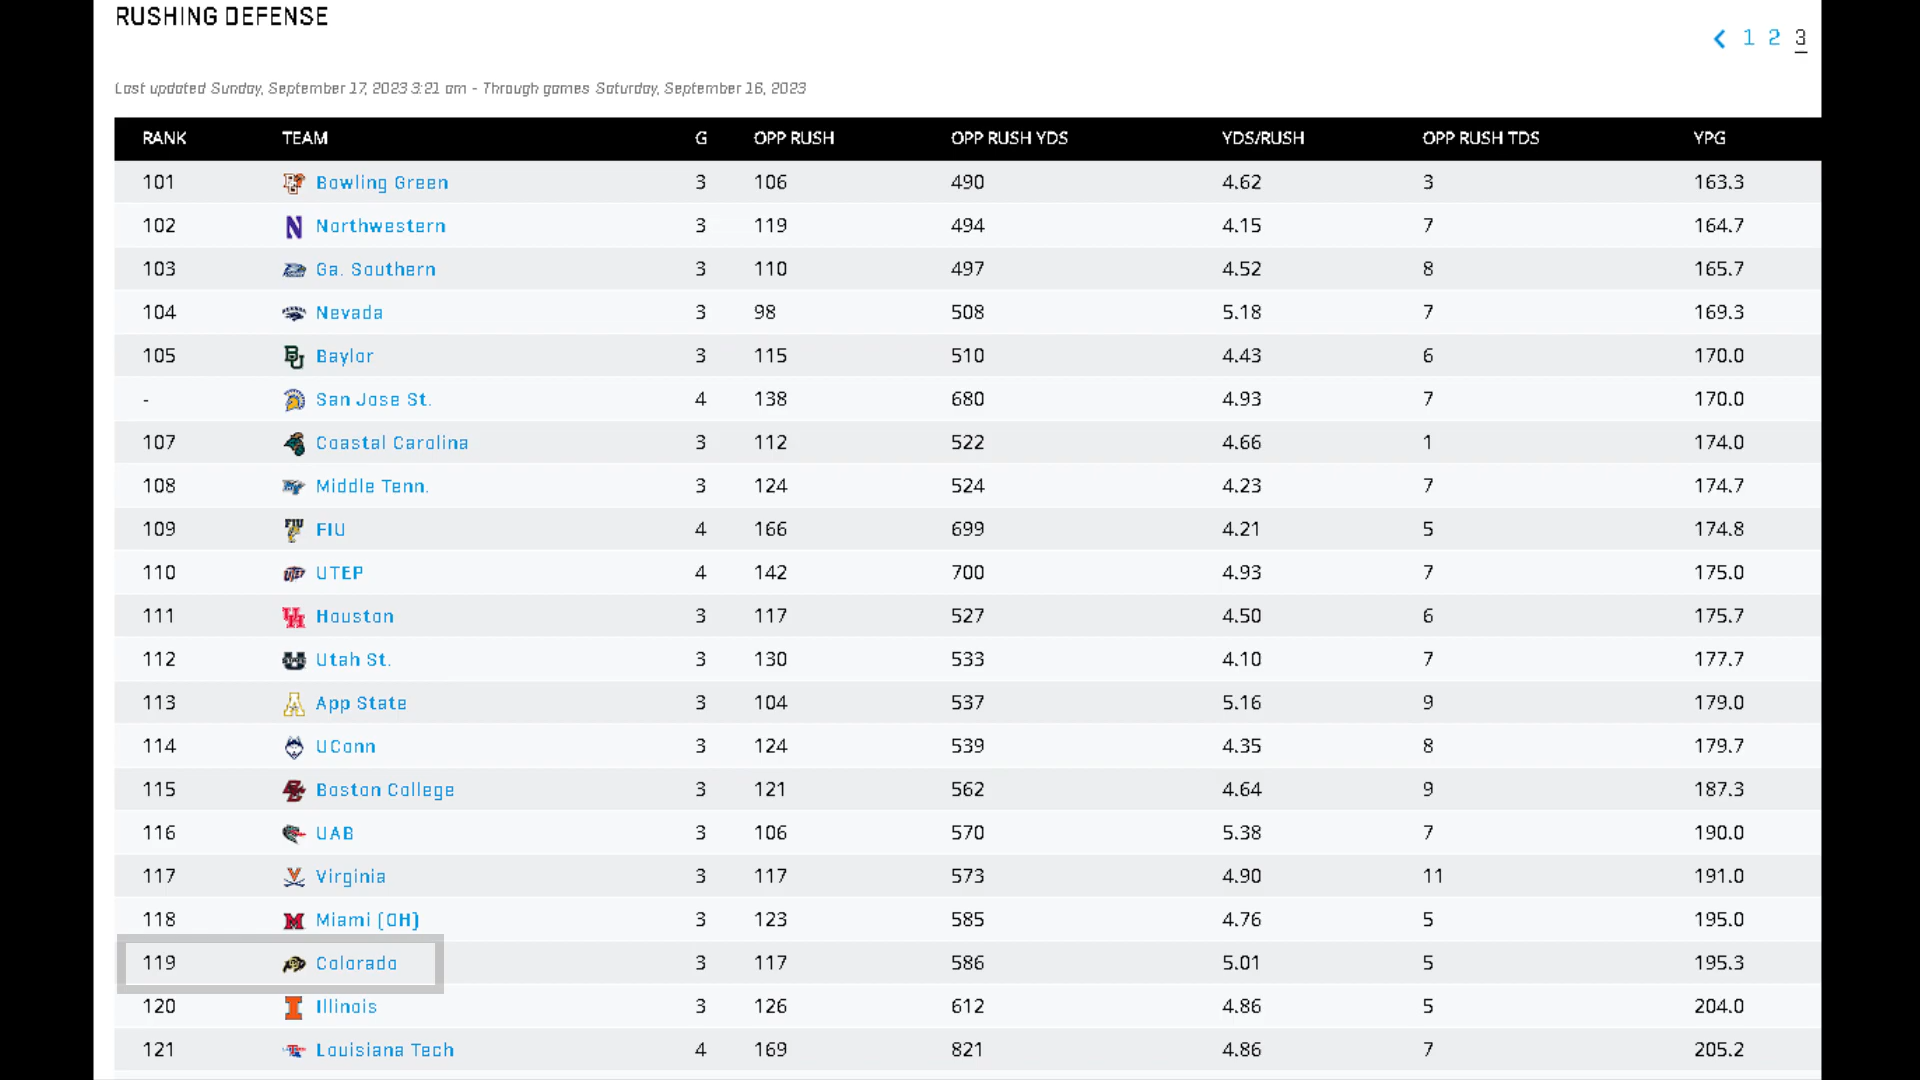 RUSHING DEFENSE
1 2 3
Last updated Sunday, September 17, 2023 3:21 am - Through games Saturday, September 16, 2023
RANK TEAM G OPP RUSH OPP RUSH YDS YDS/RUSH OPP RUSH TDS YPG
101 Bowling Green 3 106 490 4.62 3 163.3
102 Northwestern 3 119 494 4.15 7 164.7
103 Ga. Southern 3 110 497 4.52 8 165.7
104 Nevada 3 98 508 5.18 7 169.3
105 Baylor 3 115 510 4.43 6 170.0
- San Jose St. 4 138 680 4.93 7 170.0
107 Coastal Carolina 3 112 522 4.66 1 174.0
108 Middle Tenn. 3 124 524 4.23 7 174.7
109 FIU 4 166 699 4.21 5 174.8
110 UTEP 4 142 700 4.93 7 175.0
111 Houston 3 117 527 4.50 6 175.7
112 Utah St. 3 130 533 4.10 7 177.7
113 App State 3 104 537 5.16 9 179.0
114 UConn 3 124 539 4.35 8 179.7
115 Boston College 3 121 562 4.64 9 187.3
116 UAB 3 106 570 5.38 7 190.0
117 Virginia 3 117 573 4.90 11 191.0
118 Miami (OH) 3 123 585 4.76 5 195.0
119 Colorado 3 117 586 5.01 5 195.3
120 Illinois 3 126 612 4.86 5 204.0
121 Louisiana Tech 4 169 821 4.86 7 205.2